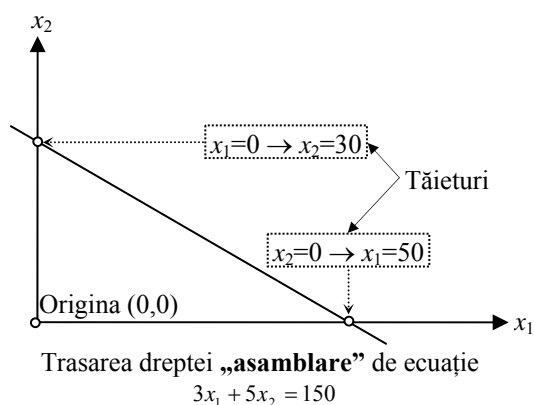 x₂
x₁=0 → x₂=30
Tăieturi
x₂=0 → x₁=50
Origina (0,0)
x₁
Trasarea dreptei „asamblare” de ecuație
3x₁ + 5x₂ = 150